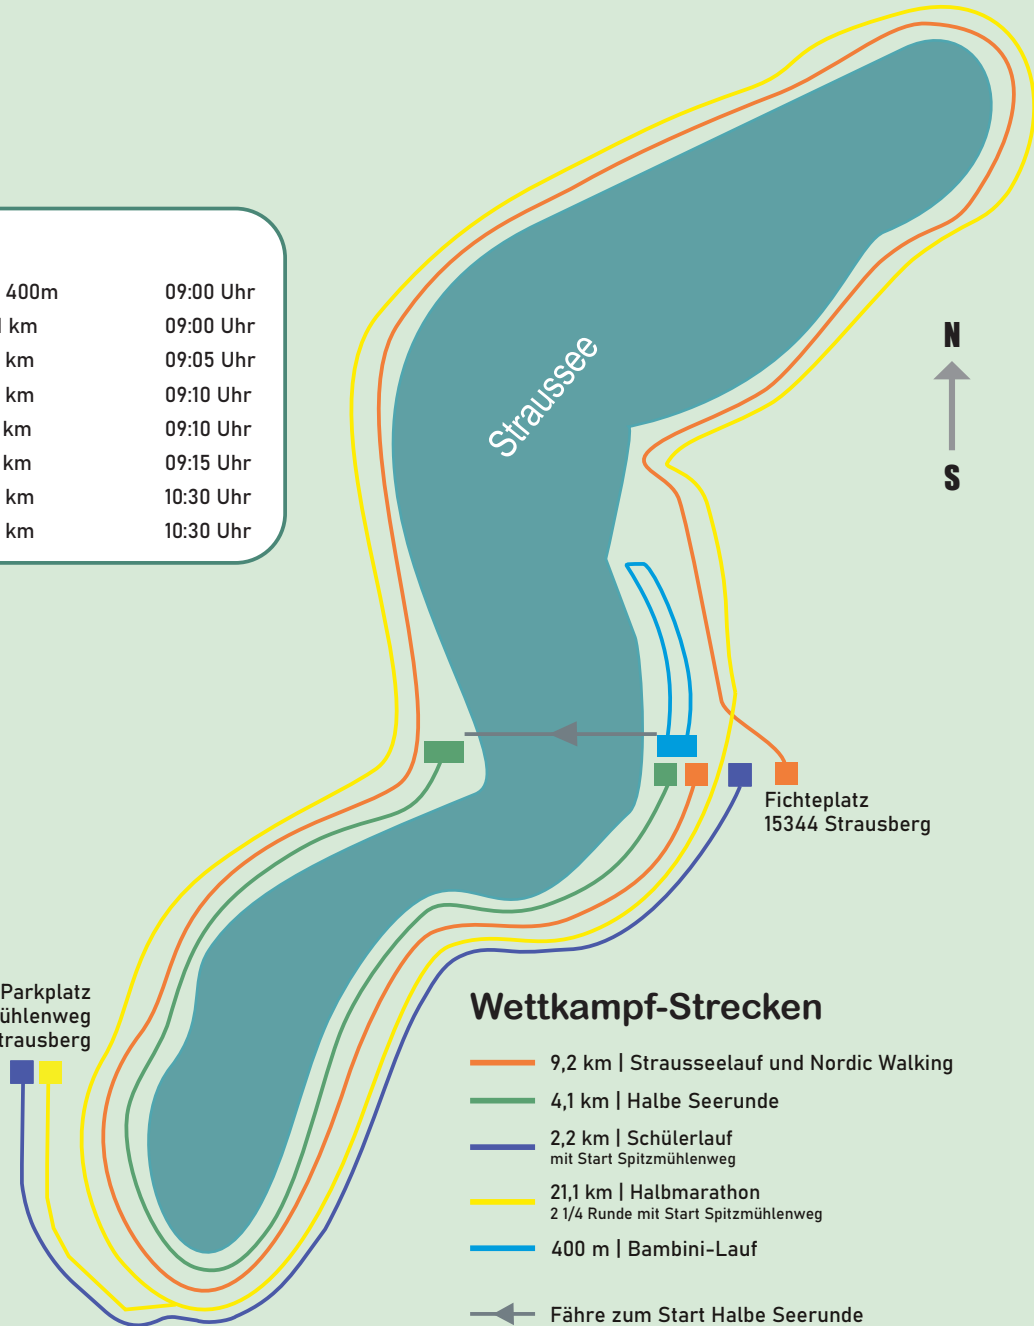 400m 09:00 Uhr
km 09:00 Uhr
km 09:05 Uhr
km 09:10 Uhr
km 09:10 Uhr
km 09:15 Uhr
km 10:30 Uhr
km 10:30 Uhr
Straussee
N
S
Fichteplatz
15344 Strausberg
Parkplatz
ühlenweg
trausberg
Wettkampf-Strecken
9,2 km | Strausseelauf und Nordic Walking
4,1 km | Halbe Seerunde
2,2 km | Schülerlauf
mit Start Spitzmühlenweg
21,1 km | Halbmarathon
2 1/4 Runde mit Start Spitzmühlenweg
400 m | Bambini-Lauf
Fähre zum Start Halbe Seerunde